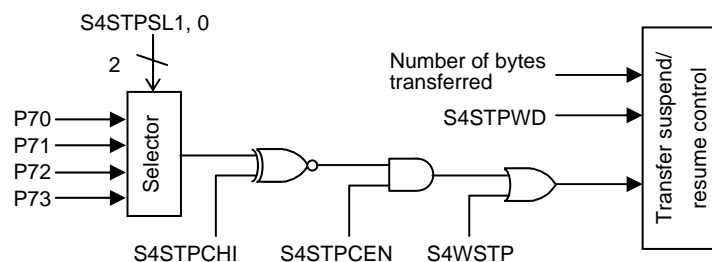 S4STPSL1, 0
2
P70
P71
P72
P73
Selector
S4STPCHI
S4STPCEN
S4WSTP
Number of bytes
transferred
S4STPWD
Transfer suspend/
resume control